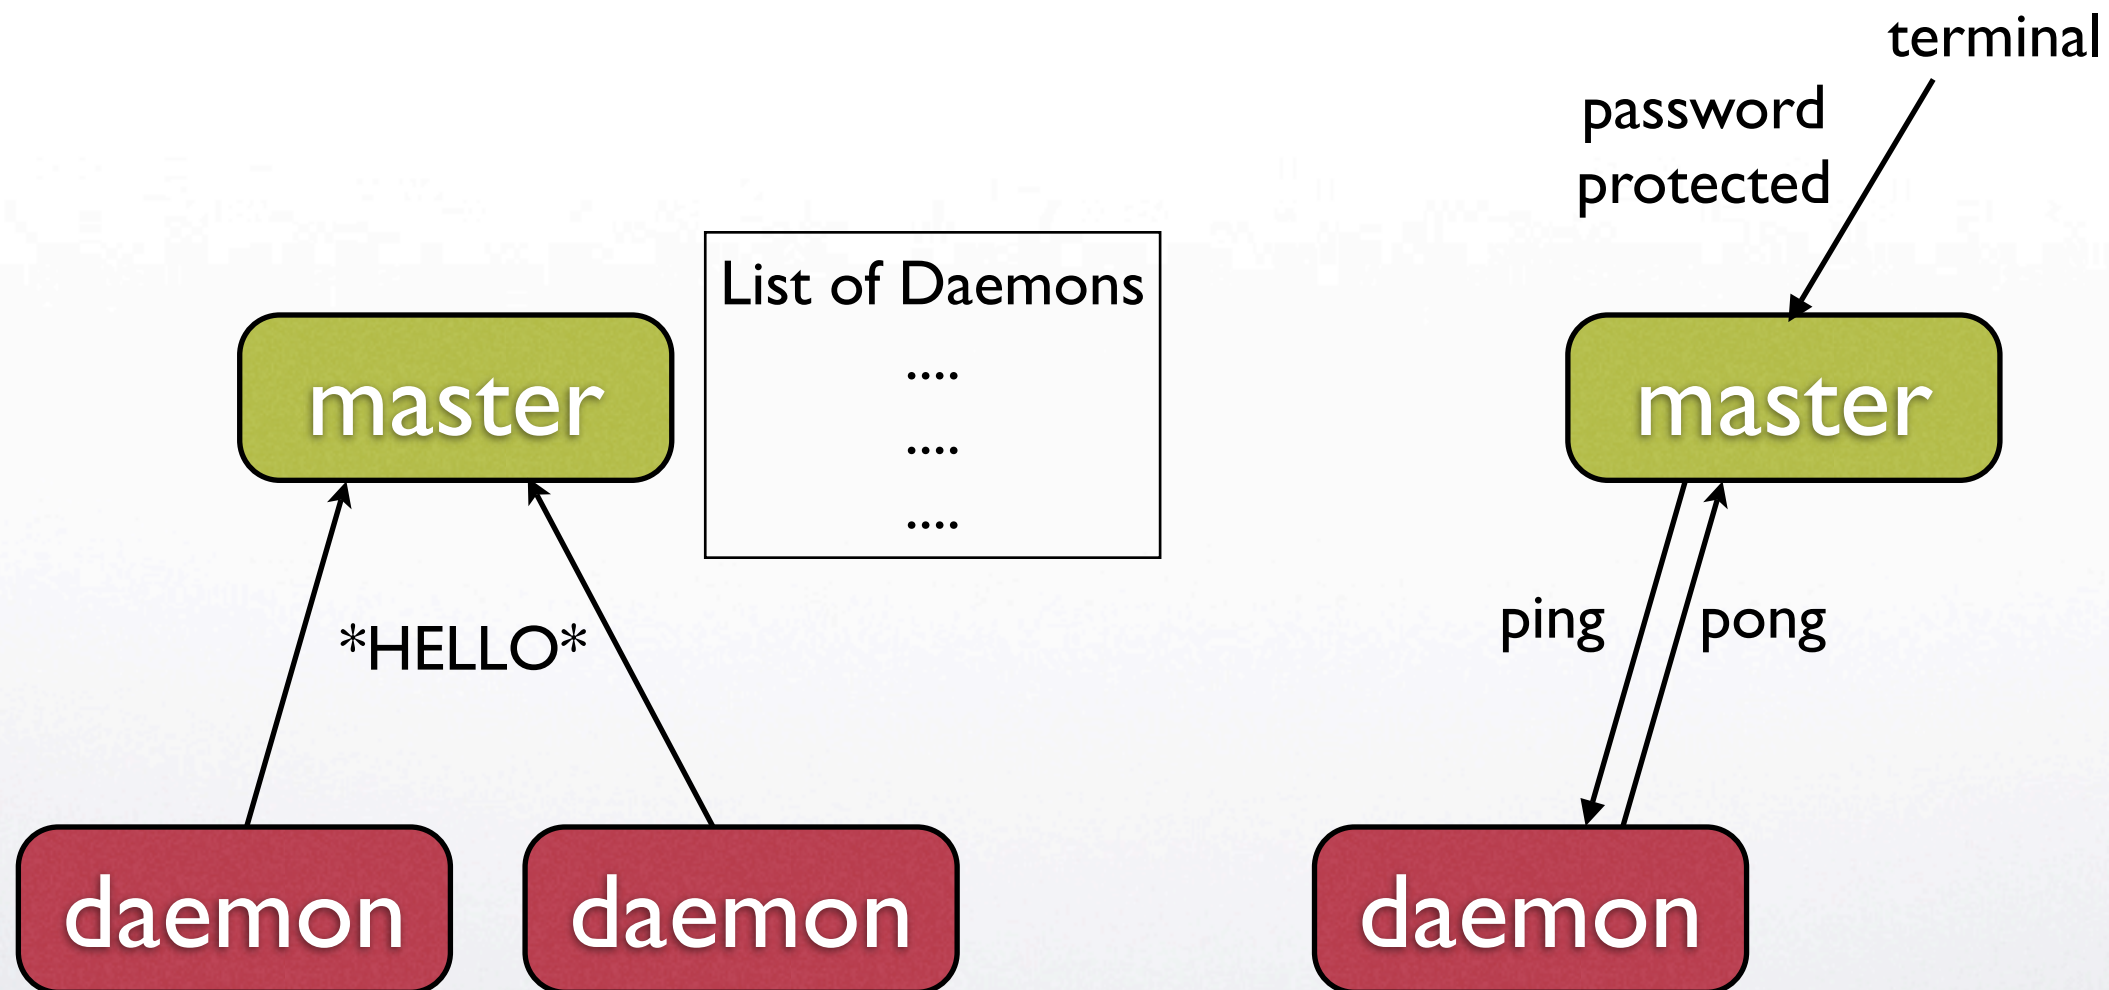 terminal
password
protected
List of Daemons
....
....
....
master
master
*HELLO*
ping
pong
daemon
daemon
daemon